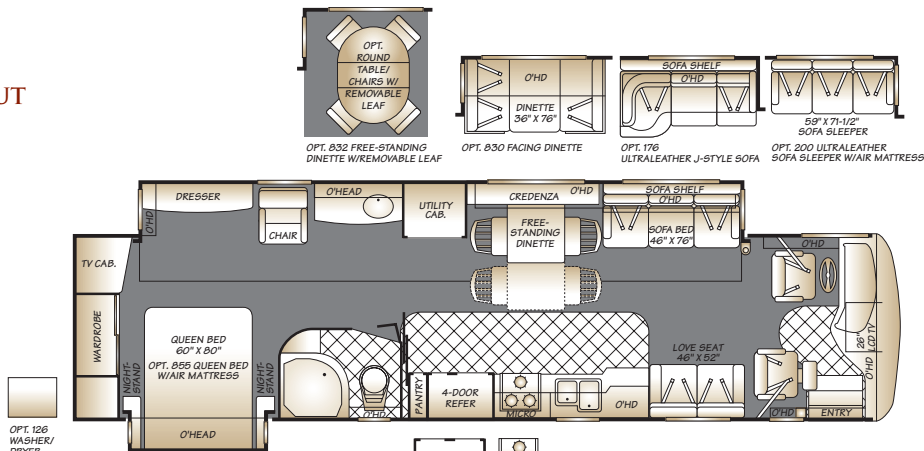 UT
OPT.
ROUND
TABLE/
CHAIRS W/
REMOVABLE
LEAF
OPT. 832 FREE-STANDING
DINETTE W/REMOVABLE LEAF
O'HD
DINETTE
36" X 76"
OPT. 830 FACING DINETTE
SOFA SHELF
O'HD
OPT. 176
ULTRALEATHER J-STYLE SOFA
59" X 71-1/2"
SOFA SLEEPER
OPT. 200 ULTRALEATHER
SOFA SLEEPER W/AIR MATTRESS
DRESSER
O'HD
CHAIR
O'HEAD
UTILITY
CAB.
CREDENZA
O'HD
FREE-
STANDING
DINETTE
SOFA SHELF
O'HD
SOFA BED
46" X 76"
O'HD
TV CAB.
WARDROBE
NIGHT-
STAND
QUEEN BED
60" X 80"
OPT. 855 QUEEN BED
W/AIR MATTRESS
NIGHT-
STAND
O'HEAD
O'HD
PANTRY
4-DOOR
REFER
MICRO
O'HD
LOVE SEAT
46" X 52"
26" TV
LCD
O'HD
O'HD
ENTRY
OPT. 126
WASHER/
DRYER